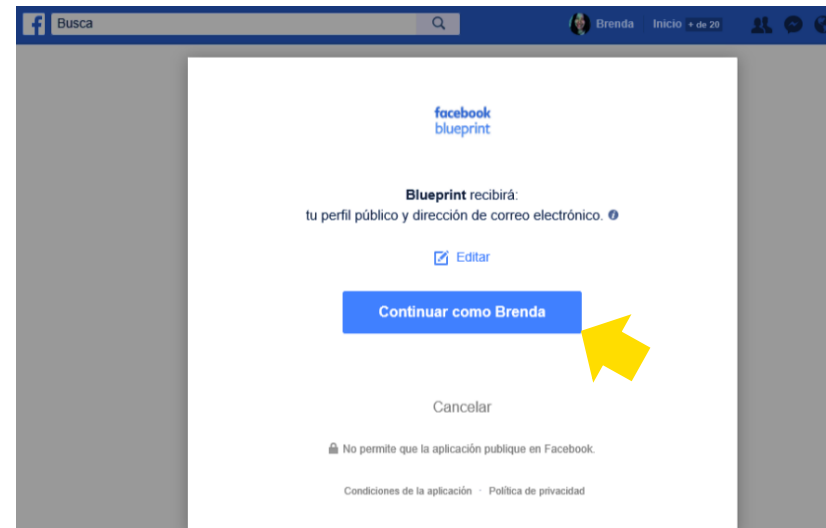 f Busca Brenda Inicio + de 20
facebook
blueprint
Blueprint recibirá:
tu perfil público y dirección de correo electrónico. i
Editar
Continuar como Brenda
Cancelar
No permite que la aplicación publique en Facebook.
Condiciones de la aplicación · Política de privacidad